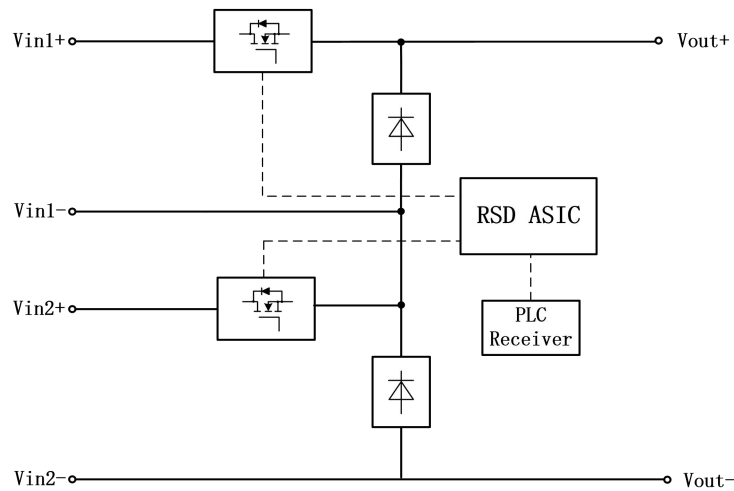 Vin1+
Vout+
Vin1-
RSD ASIC
Vin2+
PLC
Receiver
Vin2-
Vout-